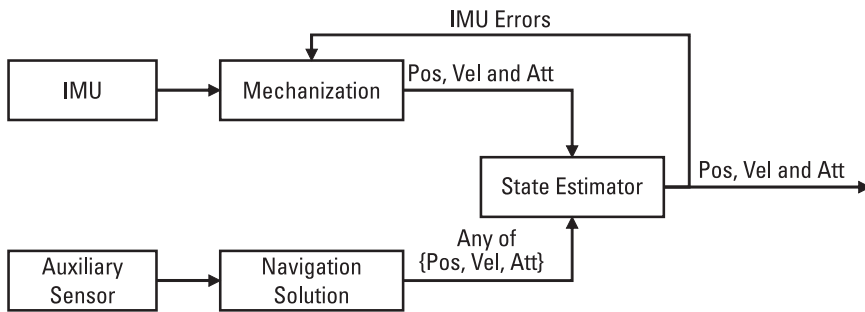 IMU Errors
IMU
Mechanization
Pos, Vel and Att
State Estimator
Pos, Vel and Att
Auxiliary
Sensor
Navigation
Solution
Any of
{Pos, Vel, Att}